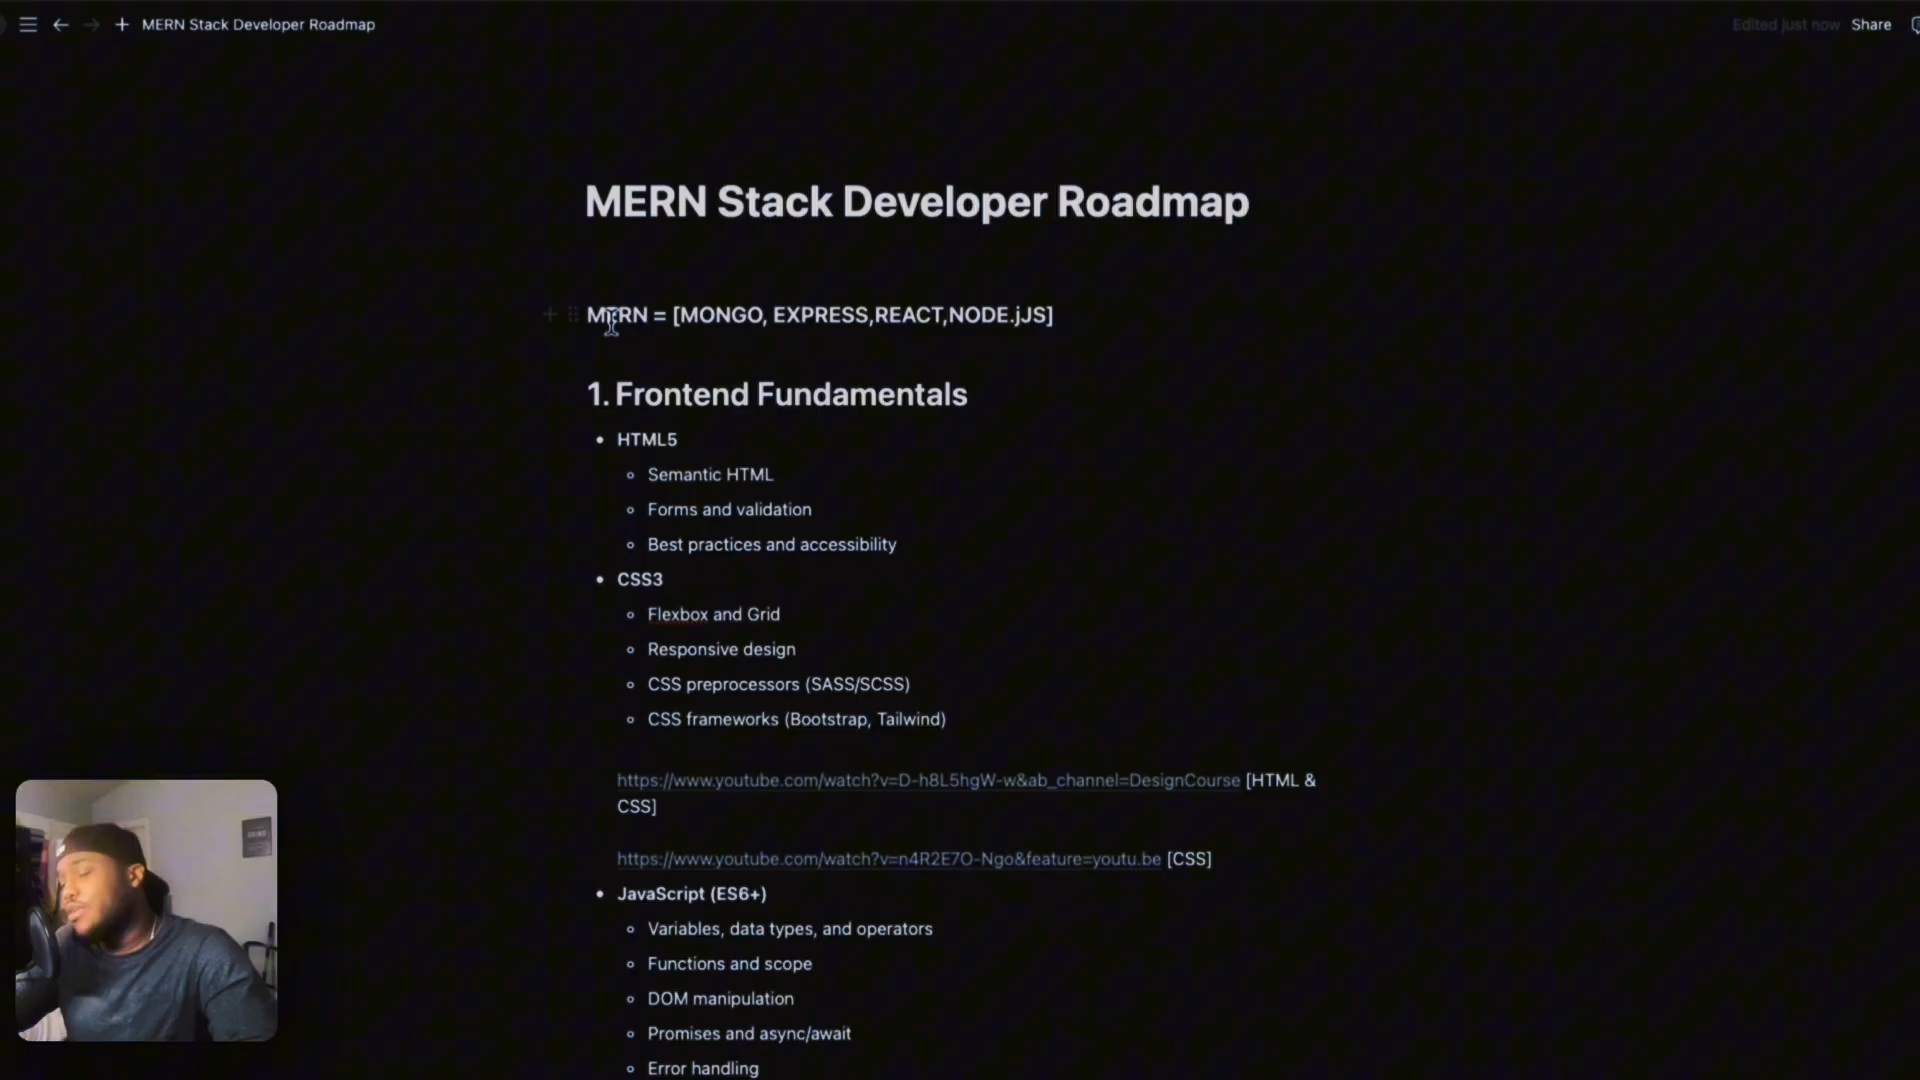 MERN Stack Developer Roadmap
Edited just now
Share
MERN Stack Developer Roadmap
MERN = [MONGO, EXPRESS,REACT,NODE.jJS]
1. Frontend Fundamentals
• HTML5
◦ Semantic HTML
◦ Forms and validation
◦ Best practices and accessibility
• CSS3
◦ Flexbox and Grid
◦ Responsive design
◦ CSS preprocessors (SASS/SCSS)
◦ CSS frameworks (Bootstrap, Tailwind)
https://www.youtube.com/watch?v=D-h8L5hgW-w&ab_channel=DesignCourse [HTML &
CSS]
https://www.youtube.com/watch?v=n4R2E7O-Ngo&feature=youtu.be [CSS]
• JavaScript (ES6+)
◦ Variables, data types, and operators
◦ Functions and scope
◦ DOM manipulation
◦ Promises and async/await
◦ Error handling